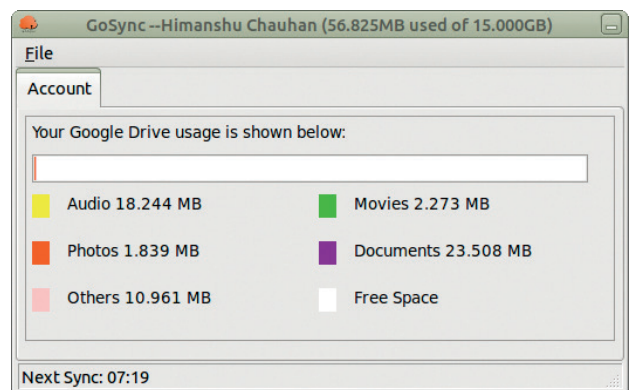 GoSync --Himanshu Chauhan (56.825MB used of 15.000GB)
File
Account
Your Google Drive usage is shown below:
Audio 18.244 MB
Movies 2.273 MB
Photos 1.839 MB
Documents 23.508 MB
Others 10.961 MB
Free Space
Next Sync: 07:19